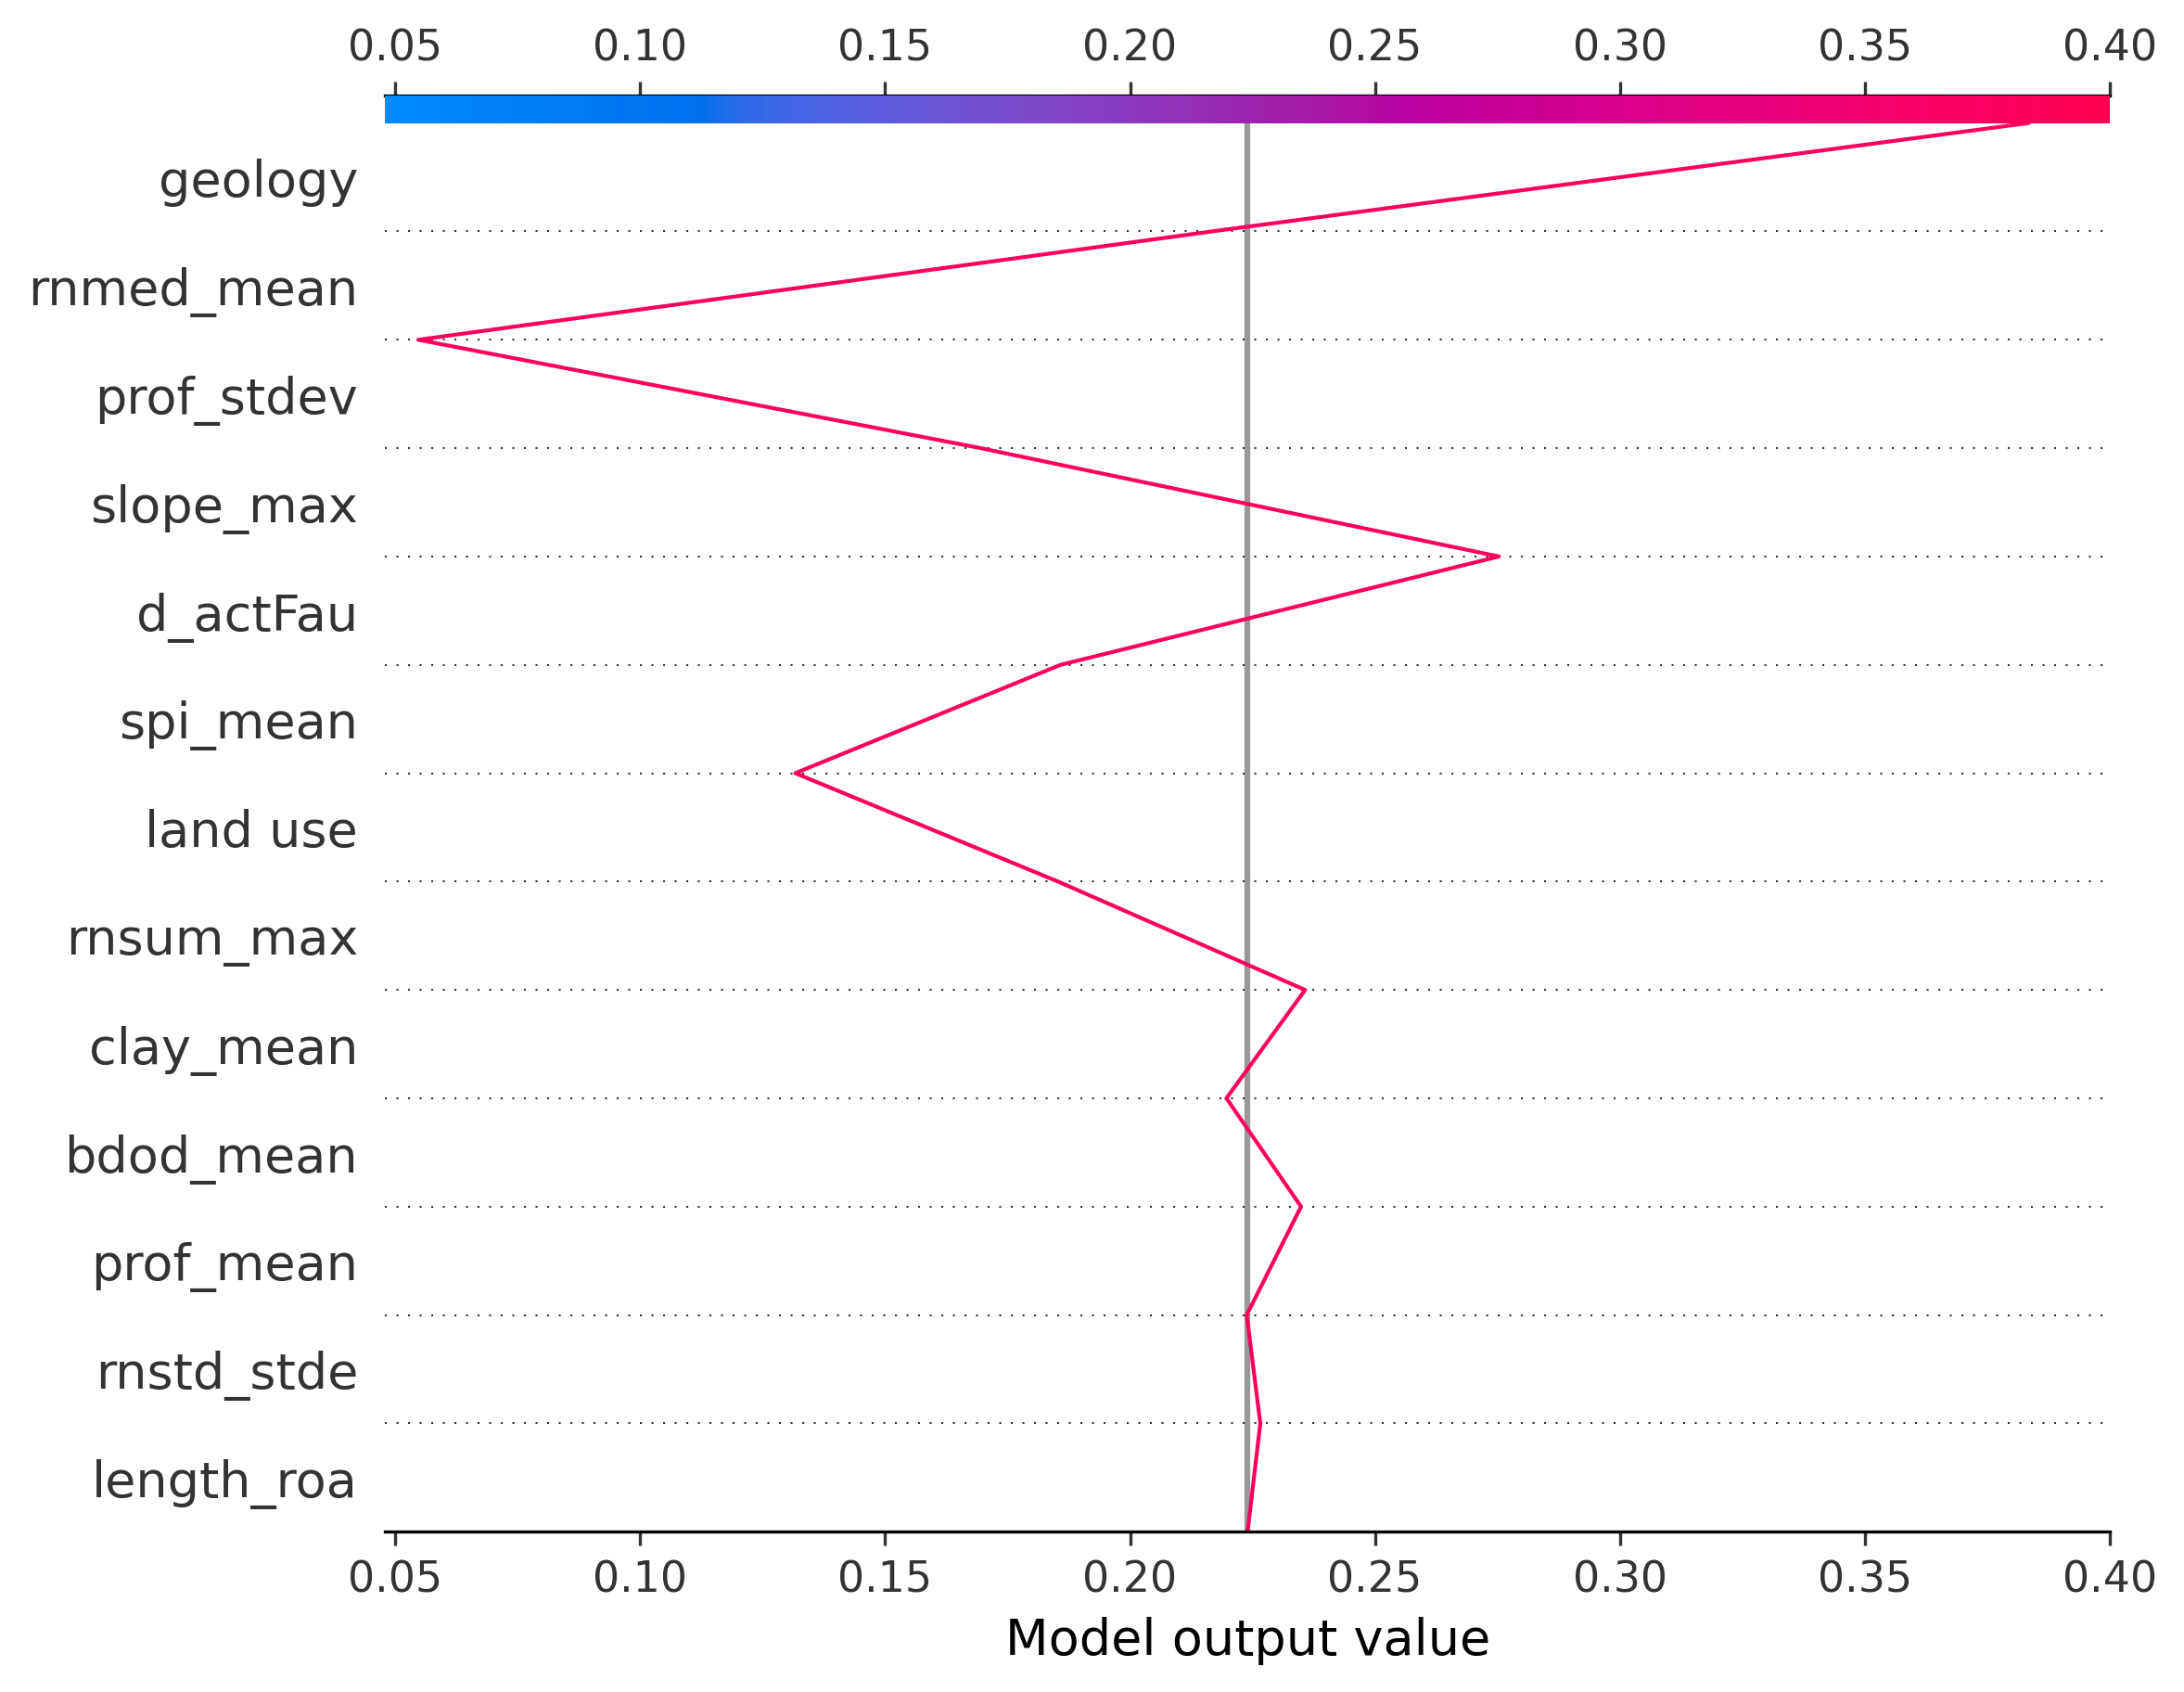 0.05 0.10 0.15 0.20 0.25 0.30 0.35 0.40
geology
rnmed_mean
prof_stdev
slope_max
d_actFau
spi_mean
land use
rnsum_max
clay_mean
bdod_mean
prof_mean
rnstd_stde
length_roa
0.05 0.10 0.15 0.20 0.25 0.30 0.35 0.40
Model output value